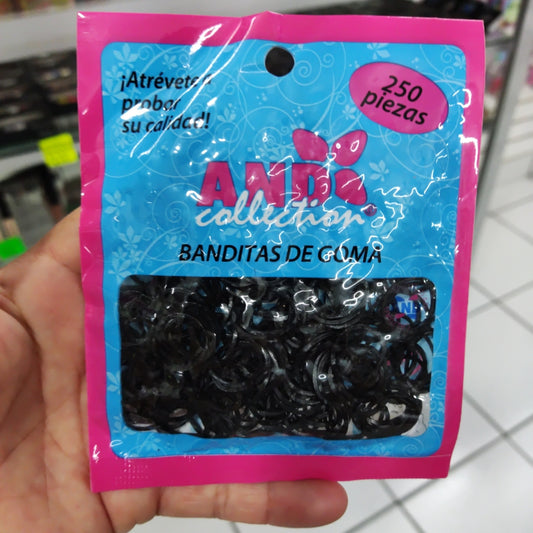 ¡Atrévete a
probar
su calidad!
250
piezas
ANDI
collection
BANDITAS DE GOMA